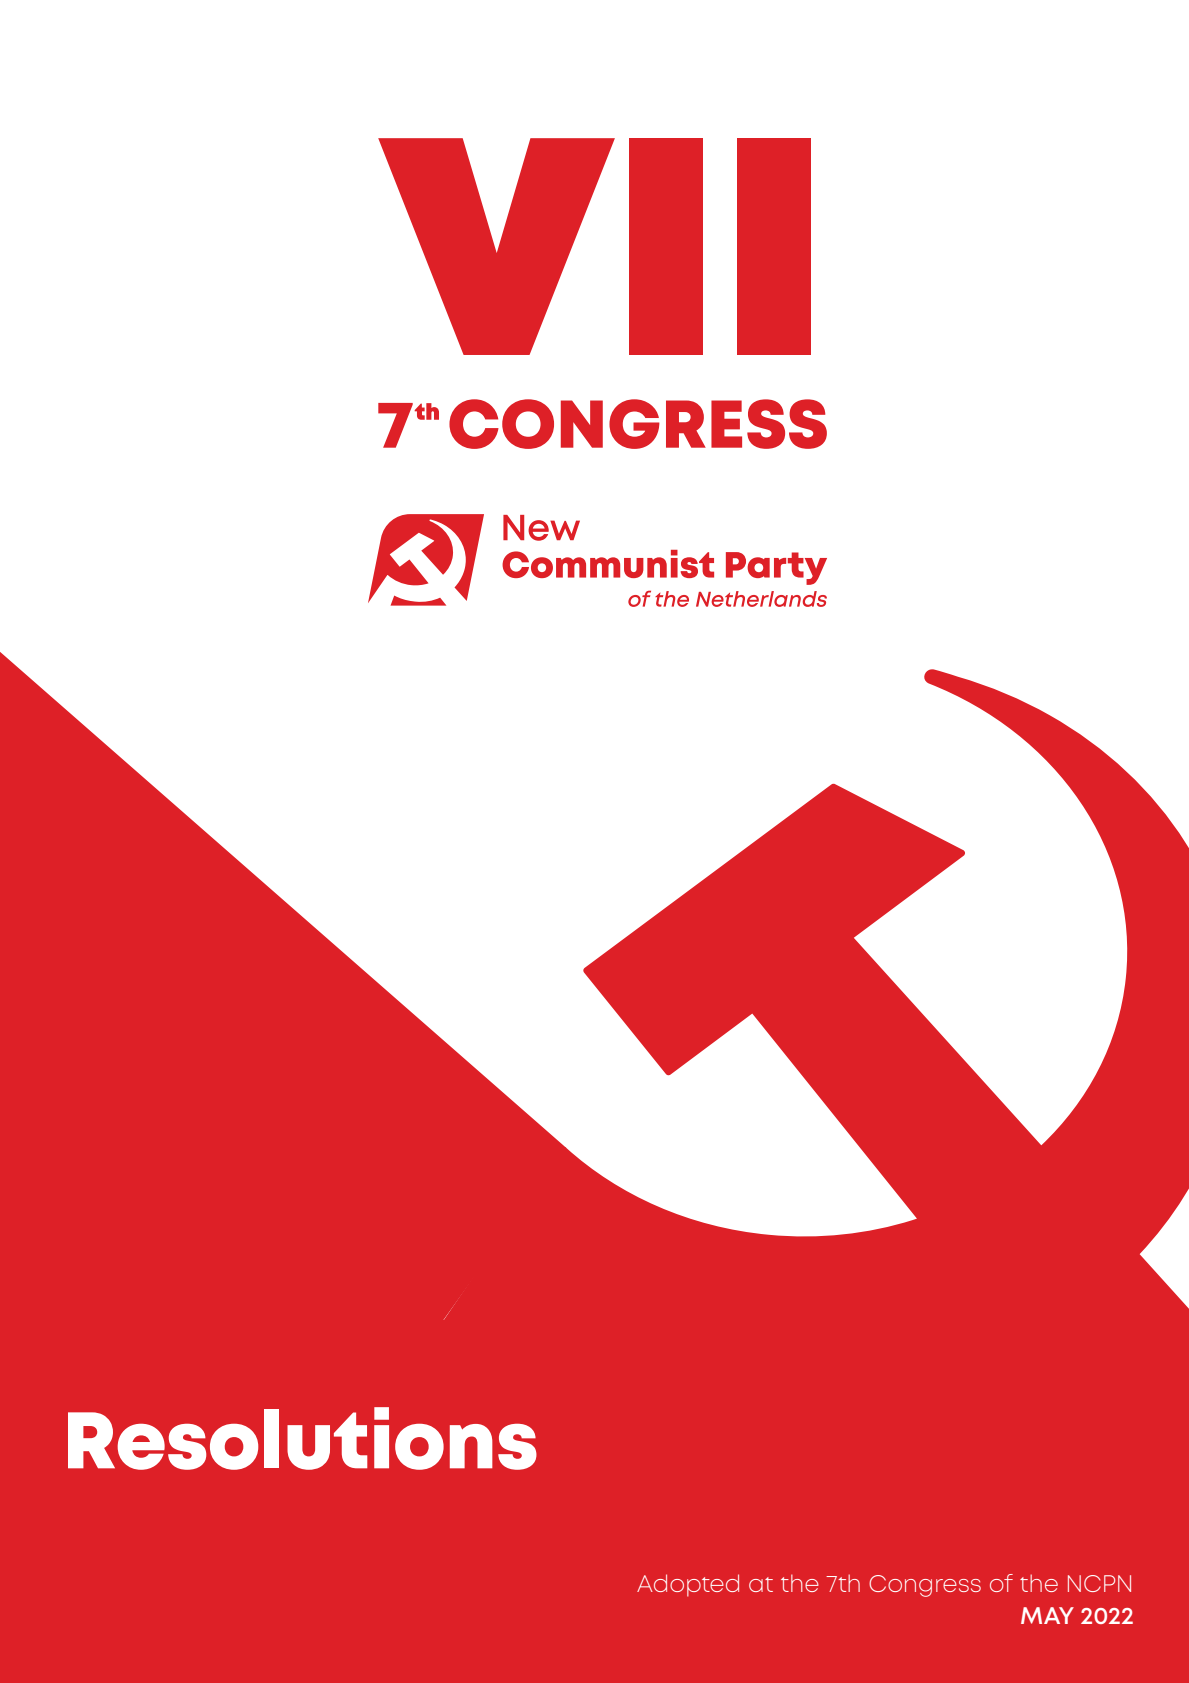 VII
7th CONGRESS
New
Communist Party
of the Netherlands
Resolutions
Adopted at the 7th Congress of the NCPN
MAY 2022